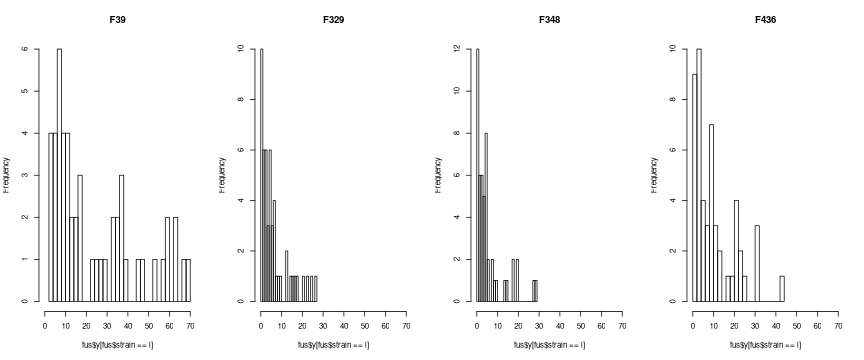 F39
F329
F348
F436
Frequency
0 1 2 3 4 5 6
0 10 20 30 40 50 60 70
fus$y[fus$strain == i]
Frequency
0 2 4 6 8 10
0 10 20 30 40 50 60 70
fus$y[fus$strain == i]
Frequency
0 2 4 6 8 10 12
0 10 20 30 40 50 60 70
fus$y[fus$strain == i]
Frequency
0 2 4 6 8 10
0 10 20 30 40 50 60 70
fus$y[fus$strain == i]